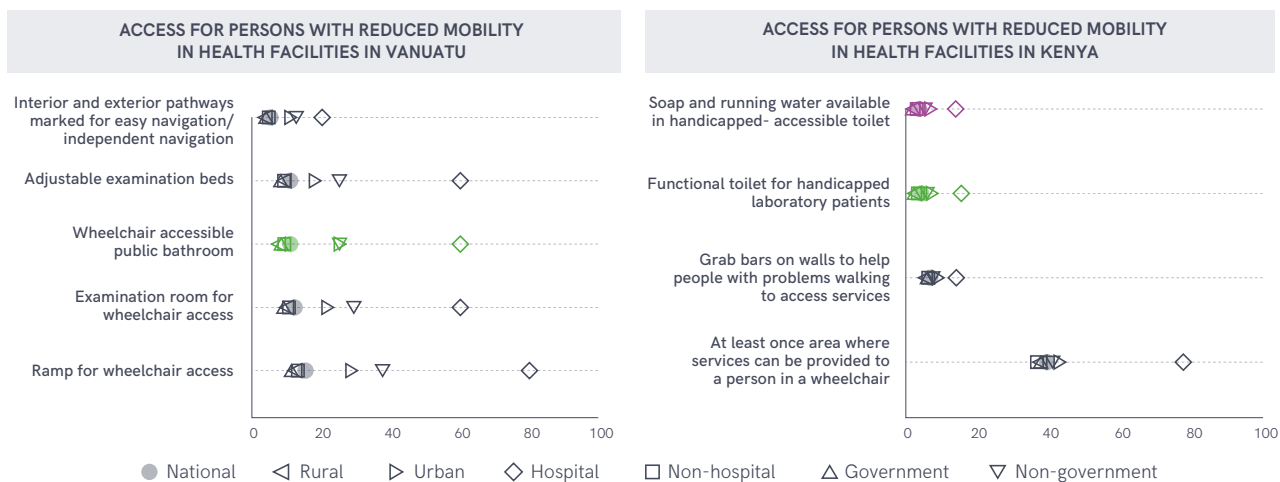 ACCESS FOR PERSONS WITH REDUCED MOBILITY
IN HEALTH FACILITIES IN VANUATU
Interior and exterior pathways
marked for easy navigation/
independent navigation
Adjustable examination beds
Wheelchair accessible
public bathroom
Examination room for
wheelchair access
Ramp for wheelchair access
0 20 40 60 80 100
ACCESS FOR PERSONS WITH REDUCED MOBILITY
IN HEALTH FACILITIES IN KENYA
Soap and running water available
in handicapped- accessible toilet
Functional toilet for handicapped
laboratory patients
Grab bars on walls to help
people with problems walking
to access services
At least once area where
services can be provided to
a person in a wheelchair
0 20 40 60 80 100
National Rural Urban Hospital Non-hospital Government Non-government